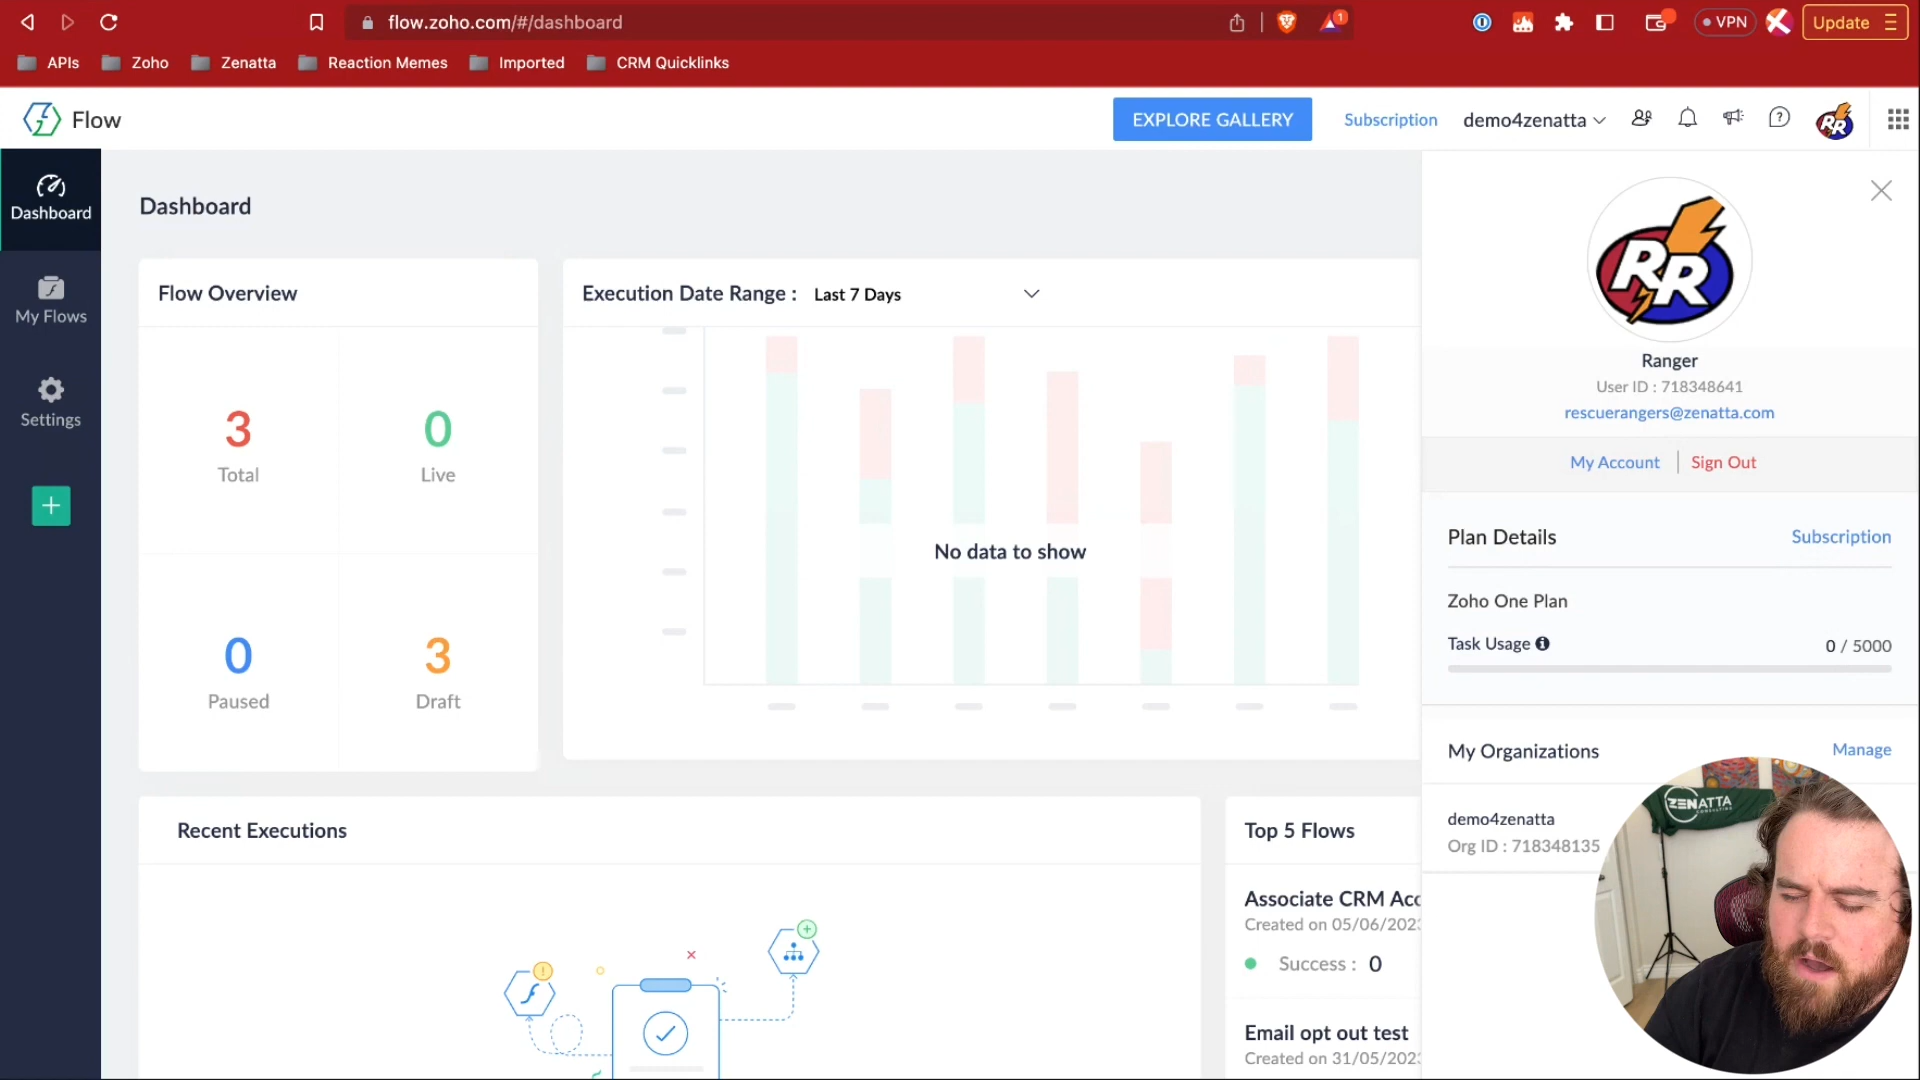 flow.zoho.com/#/dashboard
1
VPN
Update
APIs
Zoho
Zenatta
Reaction Memes
Imported
CRM Quicklinks
Flow
EXPLORE GALLERY
Subscription
demo4zenatta
RR
Dashboard
My Flows
Settings
Dashboard
Flow Overview
3
Total
0
Live
0
Paused
3
Draft
Execution Date Range :
Last 7 Days
No data to show
Recent Executions
Top 5 Flows
Associate CRM Acc
Created on 05/06/202
Success : 0
Email opt out test
Created on 31/05/202
RR
Ranger
User ID : 718348641
rescuerangers@zenatta.com
My Account
Sign Out
Plan Details
Subscription
Zoho One Plan
Task Usage
0 / 5000
My Organizations
Manage
demo4zenatta
Org ID : 718348135
ZENATTA